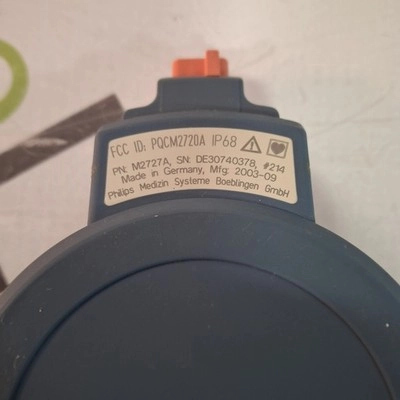 FCC ID: PQCM2720A IP68
PN: M2727A, SN: DE30740378, #214
Made in Germany, Mfg: 2003-09
Philips Medizin Systeme Boeblingen GmbH